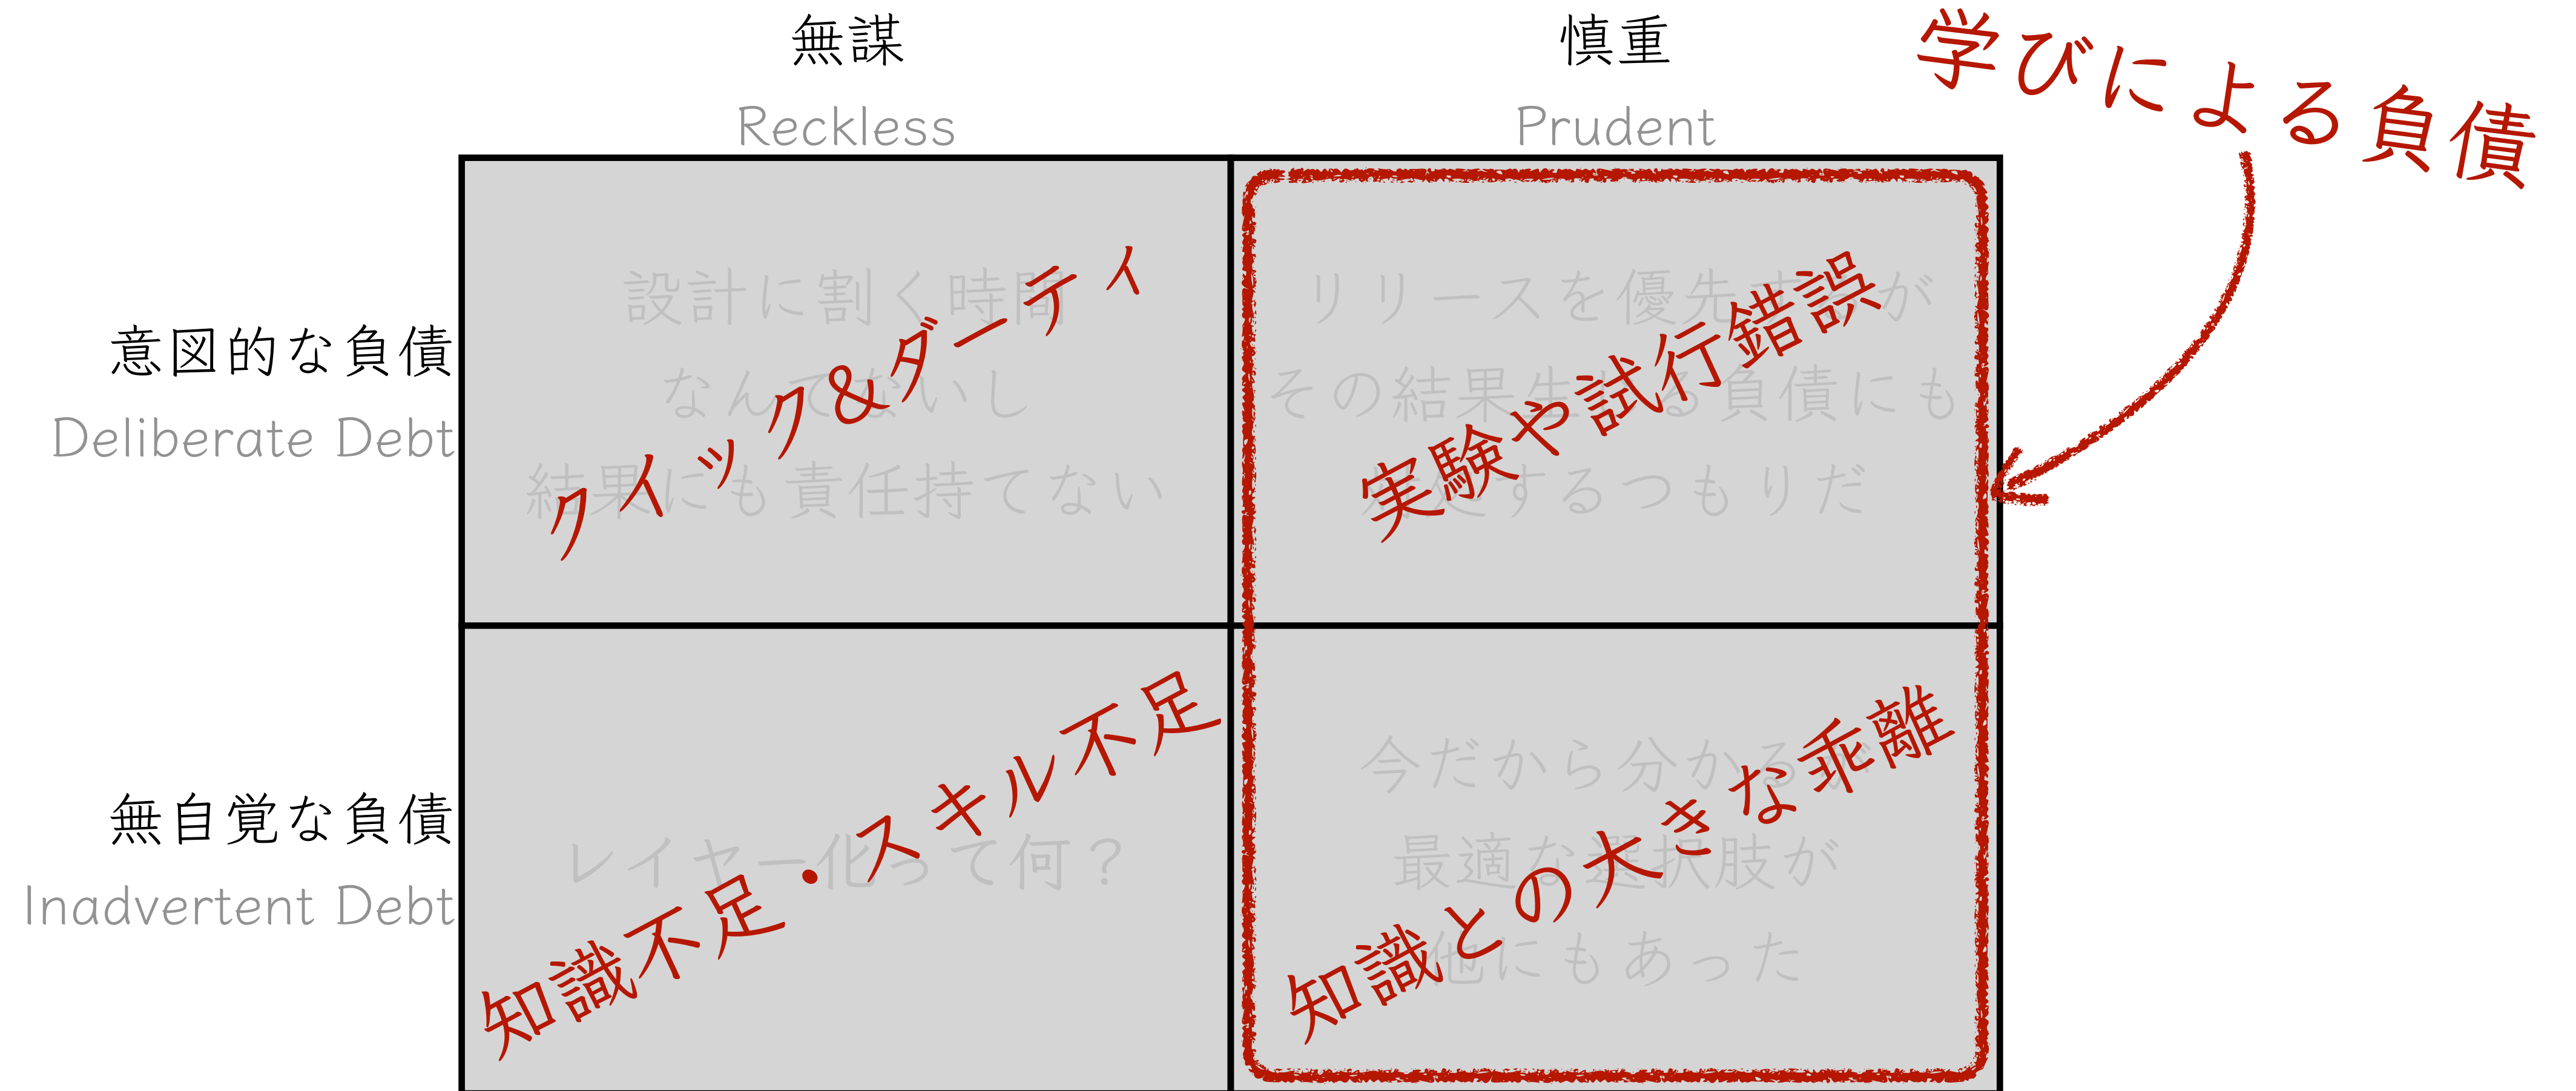 無謀
Reckless
慎重
Prudent
学びによる負債
意図的な負債
Deliberate Debt
設計に割く時間
なんてないし
結果にも責任持てない
クイック&ダーティ
リリースを優先するが
その結果生じる負債にも
対処するつもりだ
実験や試行錯誤
無自覚な負債
Inadvertent Debt
レイヤー化って何？
知識不足・スキル不足
今だから分かるが
最適な選択肢が
他にもあった
知識との大きな乖離